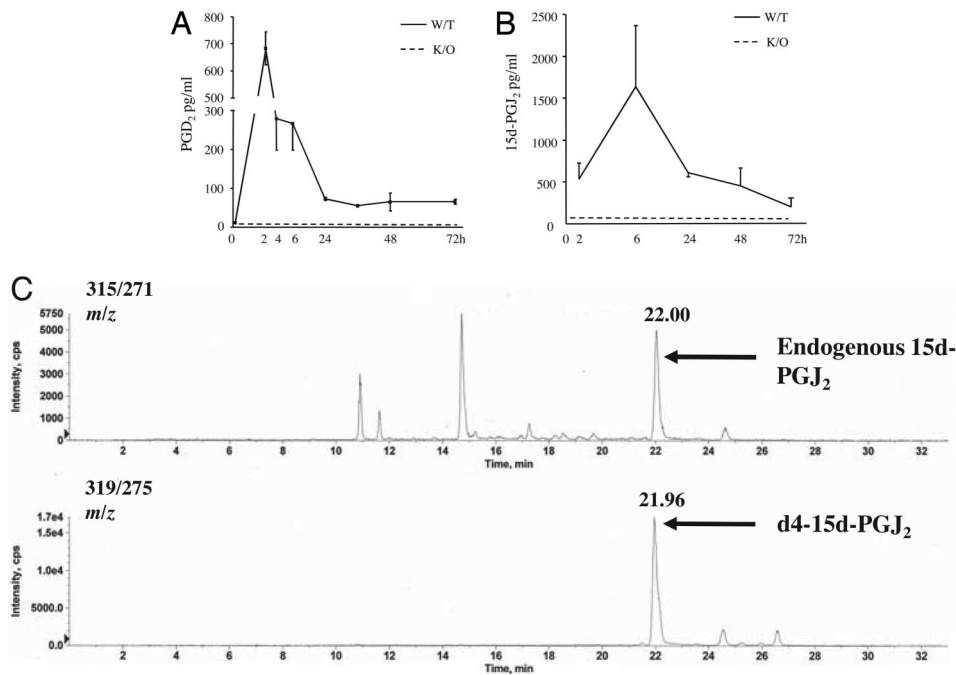 A
W/T
K/O
PGD2 pg/ml
800
700
600
500
300
200
100
0
0 2 4 6 24 48 72h
B
W/T
K/O
15d-PGJ2 pg/ml
2500
2000
1500
1000
500
0
0 2 6 24 48 72h
C
315/271
m/z
22.00
Endogenous 15d-
PGJ2
Intensity, cps
5750
5000
4000
3000
2000
1000
0
2 4 6 8 10 12 14 16 18 20 22 24 26 28 30 32
Time, min
319/275
m/z
21.96
d4-15d-PGJ2
Intensity, cps
1.7e4
1.5e4
1.0e4
5000.0
0.0
2 4 6 8 10 12 14 16 18 20 22 24 26 28 30 32
Time, min